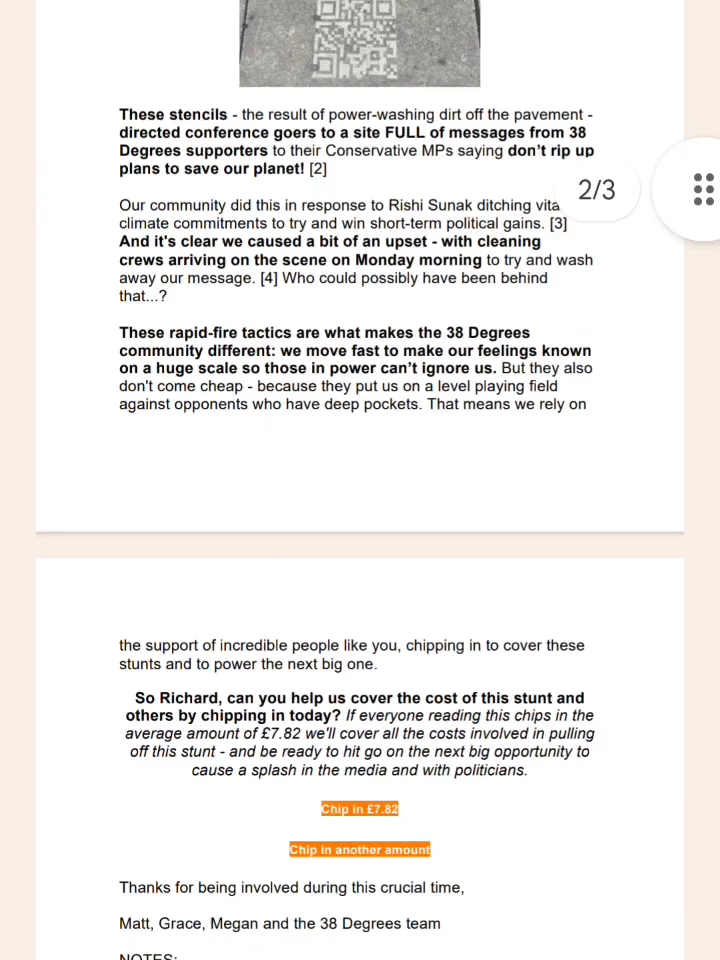 These stencils - the result of power-washing dirt off the pavement -
directed conference goers to a site FULL of messages from 38
Degrees supporters to their Conservative MPs saying don’t rip up
plans to save our planet! [2]
2/3
Our community did this in response to Rishi Sunak ditching
climate commitments to try and win short-term political gains. [3]
And it's clear we caused a bit of an upset - with cleaning
crews arriving on the scene on Monday morning to try and wash
away our message. [4] Who could possibly have been behind
that...?
These rapid-fire tactics are what makes the 38 Degrees
community different: we move fast to make our feelings known
on a huge scale so those in power can’t ignore us. But they also
don't come cheap - because they put us on a level playing field
against opponents who have deep pockets. That means we rely on
the support of incredible people like you, chipping in to cover these
stunts and to power the next big one.
So Richard, can you help us cover the cost of this stunt and
others by chipping in today? If everyone reading this chips in the
average amount of £7.82 we'll cover all the costs involved in pulling
off this stunt - and be ready to hit go on the next big opportunity to
cause a splash in the media and with politicians.
Chip in £7.82
Chip in another amount
Thanks for being involved during this crucial time,
Matt, Grace, Megan and the 38 Degrees team
NOTES: